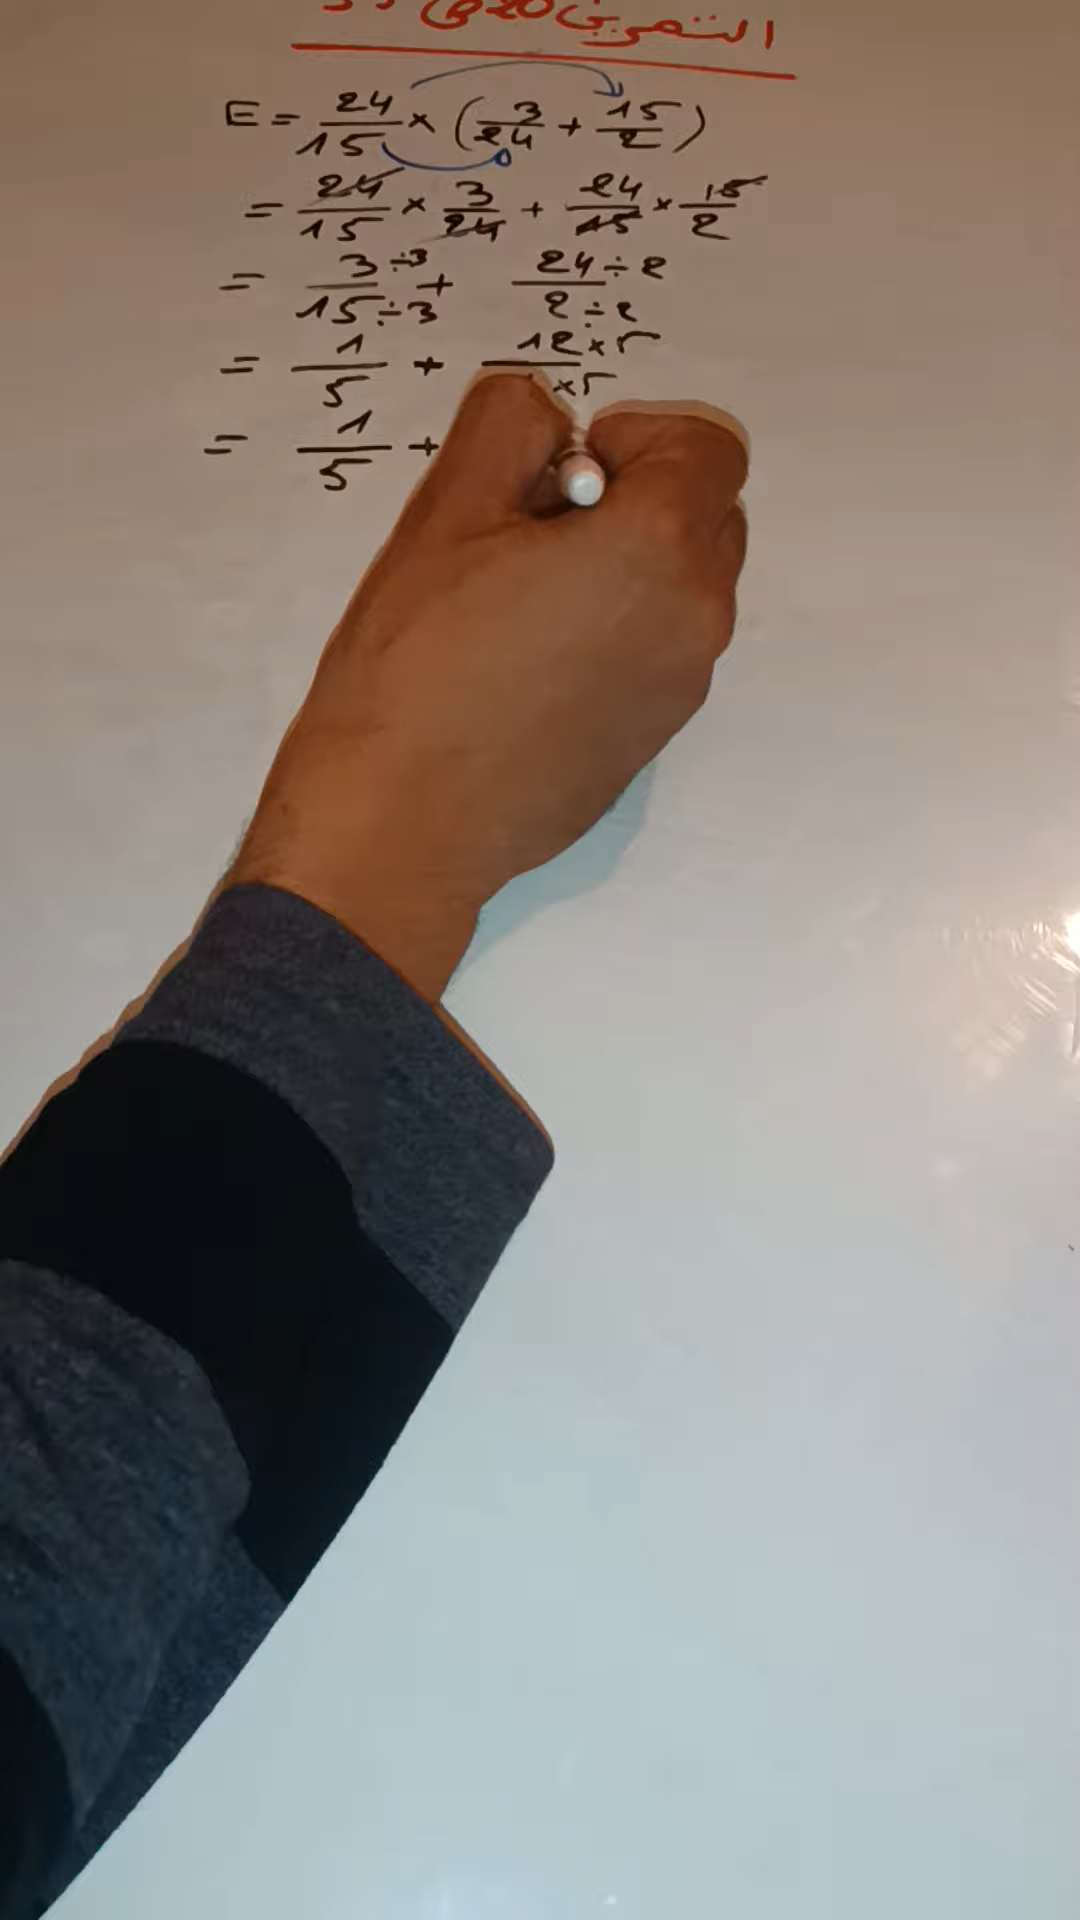 التمرين 20 ص
E = 24/15 × (3/24 + 15/2)
= 24/15 × 3/24 + 24/15 × 15/2
= 3÷3/15÷3 + 24÷2/2÷2
= 1/5 + 12×5/×5
= 1/5 +